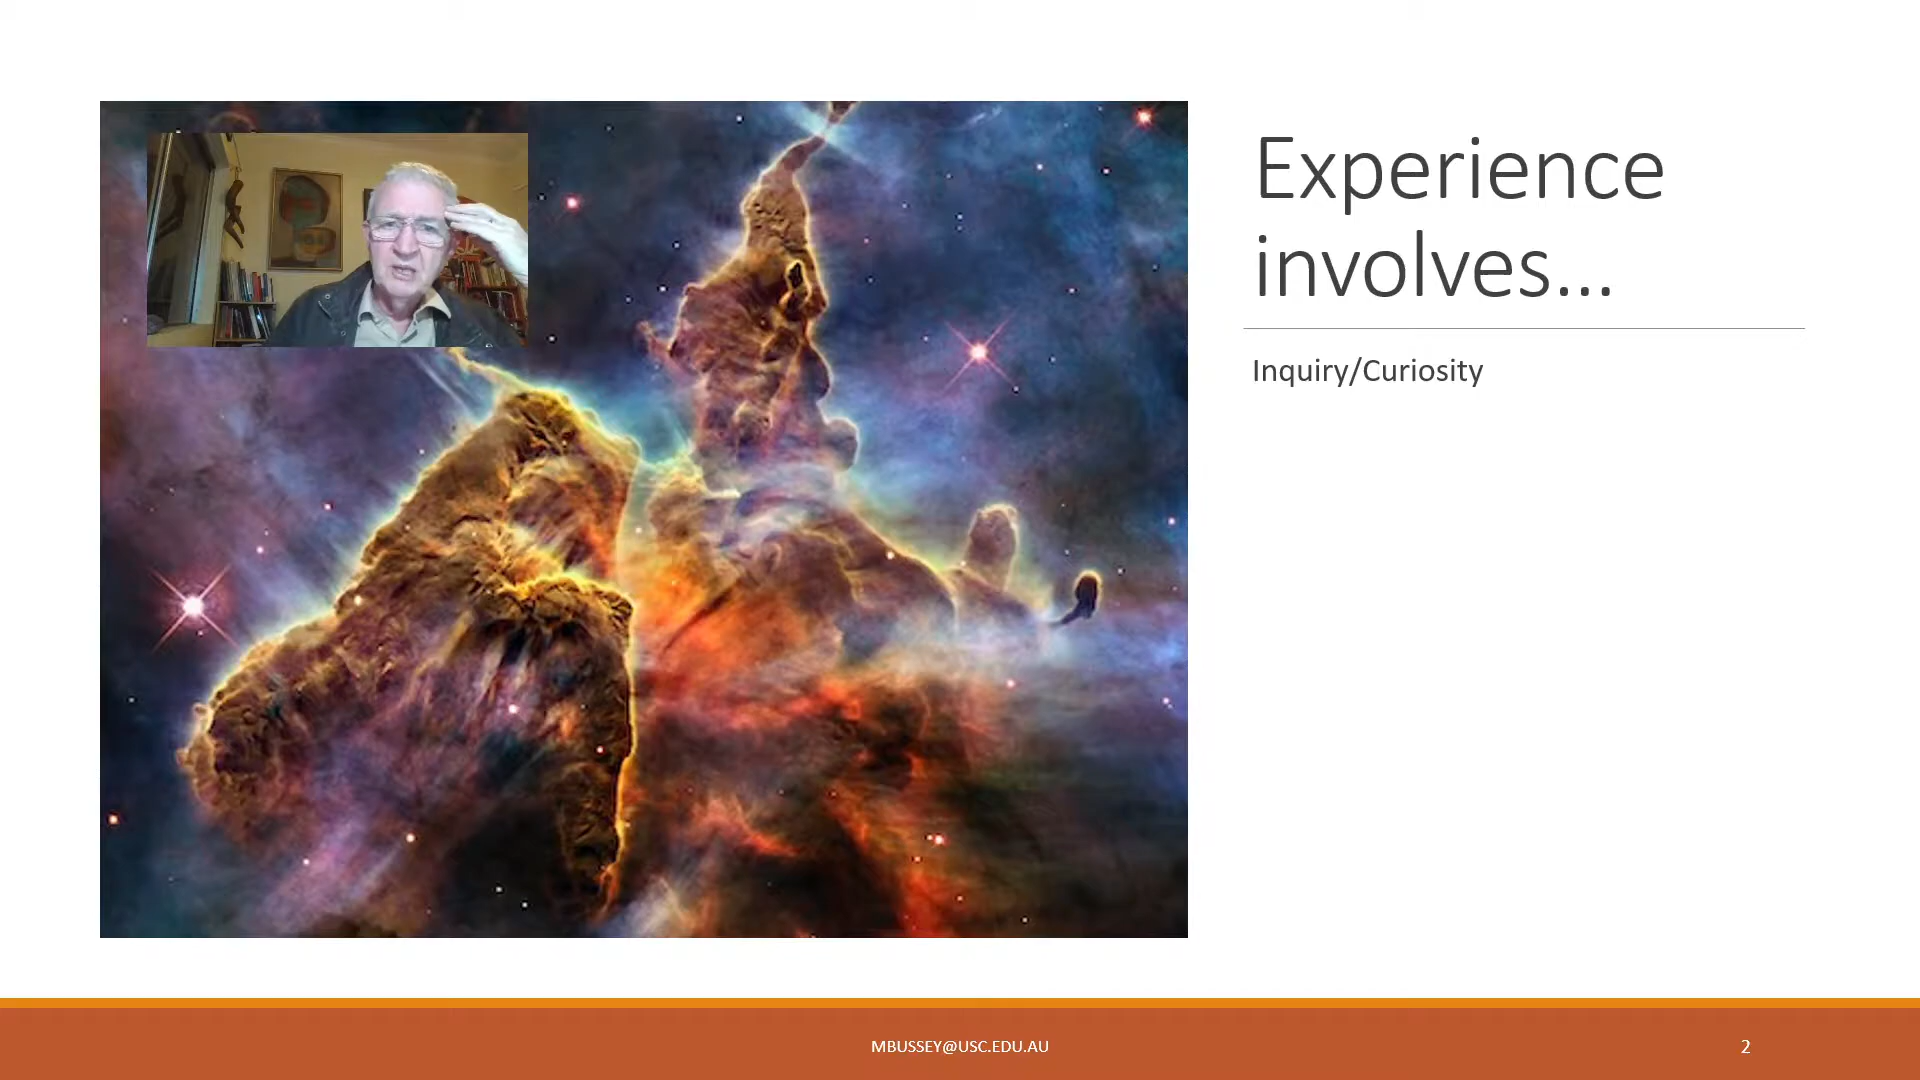 Experience
involves...
Inquiry/Curiosity
MBUSSEY@USC.EDU.AU
2